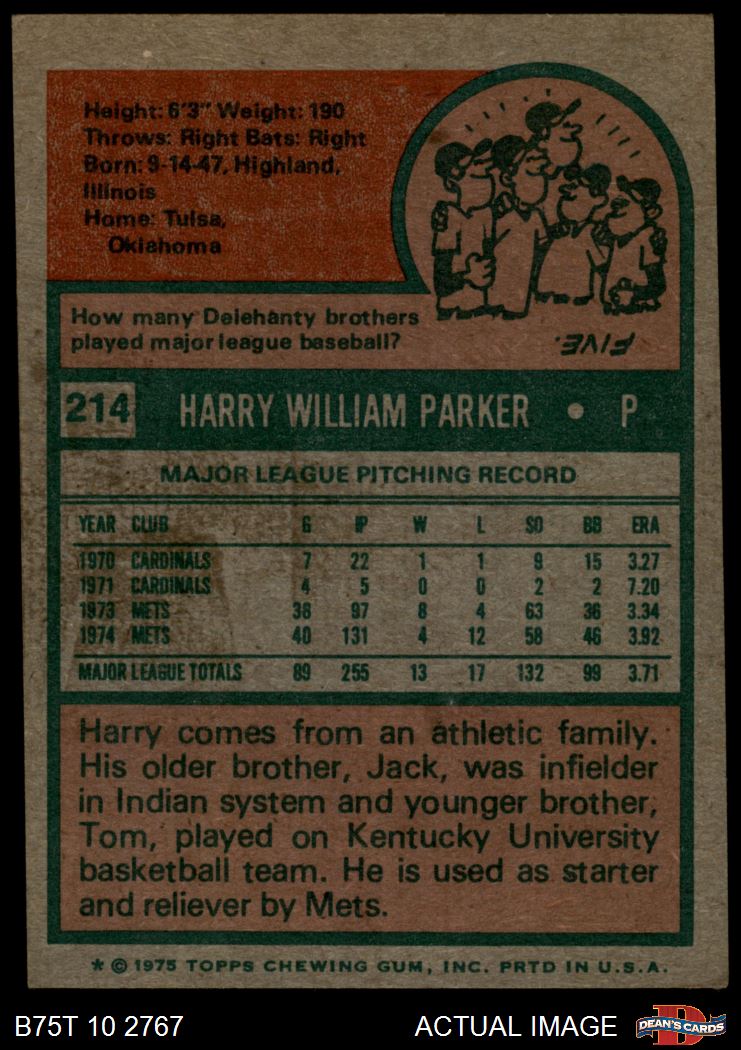 Height: 6'3" Weight: 190
Throws: Right Bats: Right
Born: 9-14-47, Highland,
Illinois
Home: Tulsa,
Oklahoma
How many Delehanty brothers
played major league baseball?
FIVE.
214 HARRY WILLIAM PARKER • P
MAJOR LEAGUE PITCHING RECORD
YEAR CLUB G IP W L SO BB ERA
1970 CARDINALS 7 22 1 1 9 15 3.27
1971 CARDINALS 4 5 0 0 2 2 7.20
1973 METS 38 97 8 4 63 36 3.34
1974 METS 40 131 4 12 58 46 3.92
MAJOR LEAGUE TOTALS 89 255 13 17 132 99 3.71
Harry comes from an athletic family.
His older brother, Jack, was infielder
in Indian system and younger brother,
Tom, played on Kentucky University
basketball team. He is used as starter
and reliever by Mets.
* © 1975 TOPPS CHEWING GUM, INC. PRTD IN U.S.A.
B75T 10 2767 ACTUAL IMAGE D DEAN'S CARDS